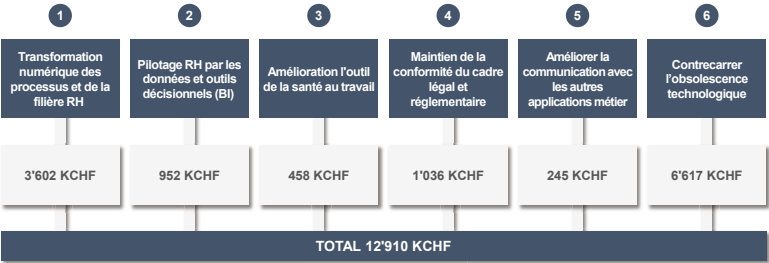 1
2
3
4
5
6
Transformation
numérique des
processus et de la
filière RH
Pilotage RH par les
données et outils
décisionnels (BI)
Amélioration l'outil
de la santé au travail
Maintien de la
conformité du cadre
légal et
réglementaire
Améliorer la
communication avec
les autres
applications métier
Contrecarrer
l'obsolescence
technologique
3'602 KCHF
952 KCHF
458 KCHF
1'036 KCHF
245 KCHF
6'617 KCHF
TOTAL 12'910 KCHF